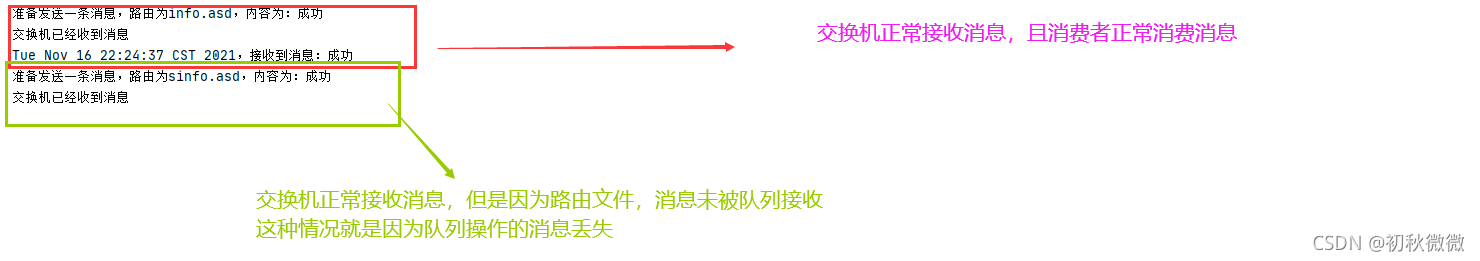 准备发送一条消息，路由为info.asd，内容为：成功
交换机已经收到消息
Tue Nov 16 22:24:37 CST 2021，接收到消息：成功
准备发送一条消息，路由为sinfo.asd，内容为：成功
交换机已经收到消息
交换机正常接收消息，且消费者正常消费消息
交换机正常接收消息，但是因为路由文件，消息未被队列接收
这种情况就是因为队列操作的消息丢失
CSDN @初秋微微